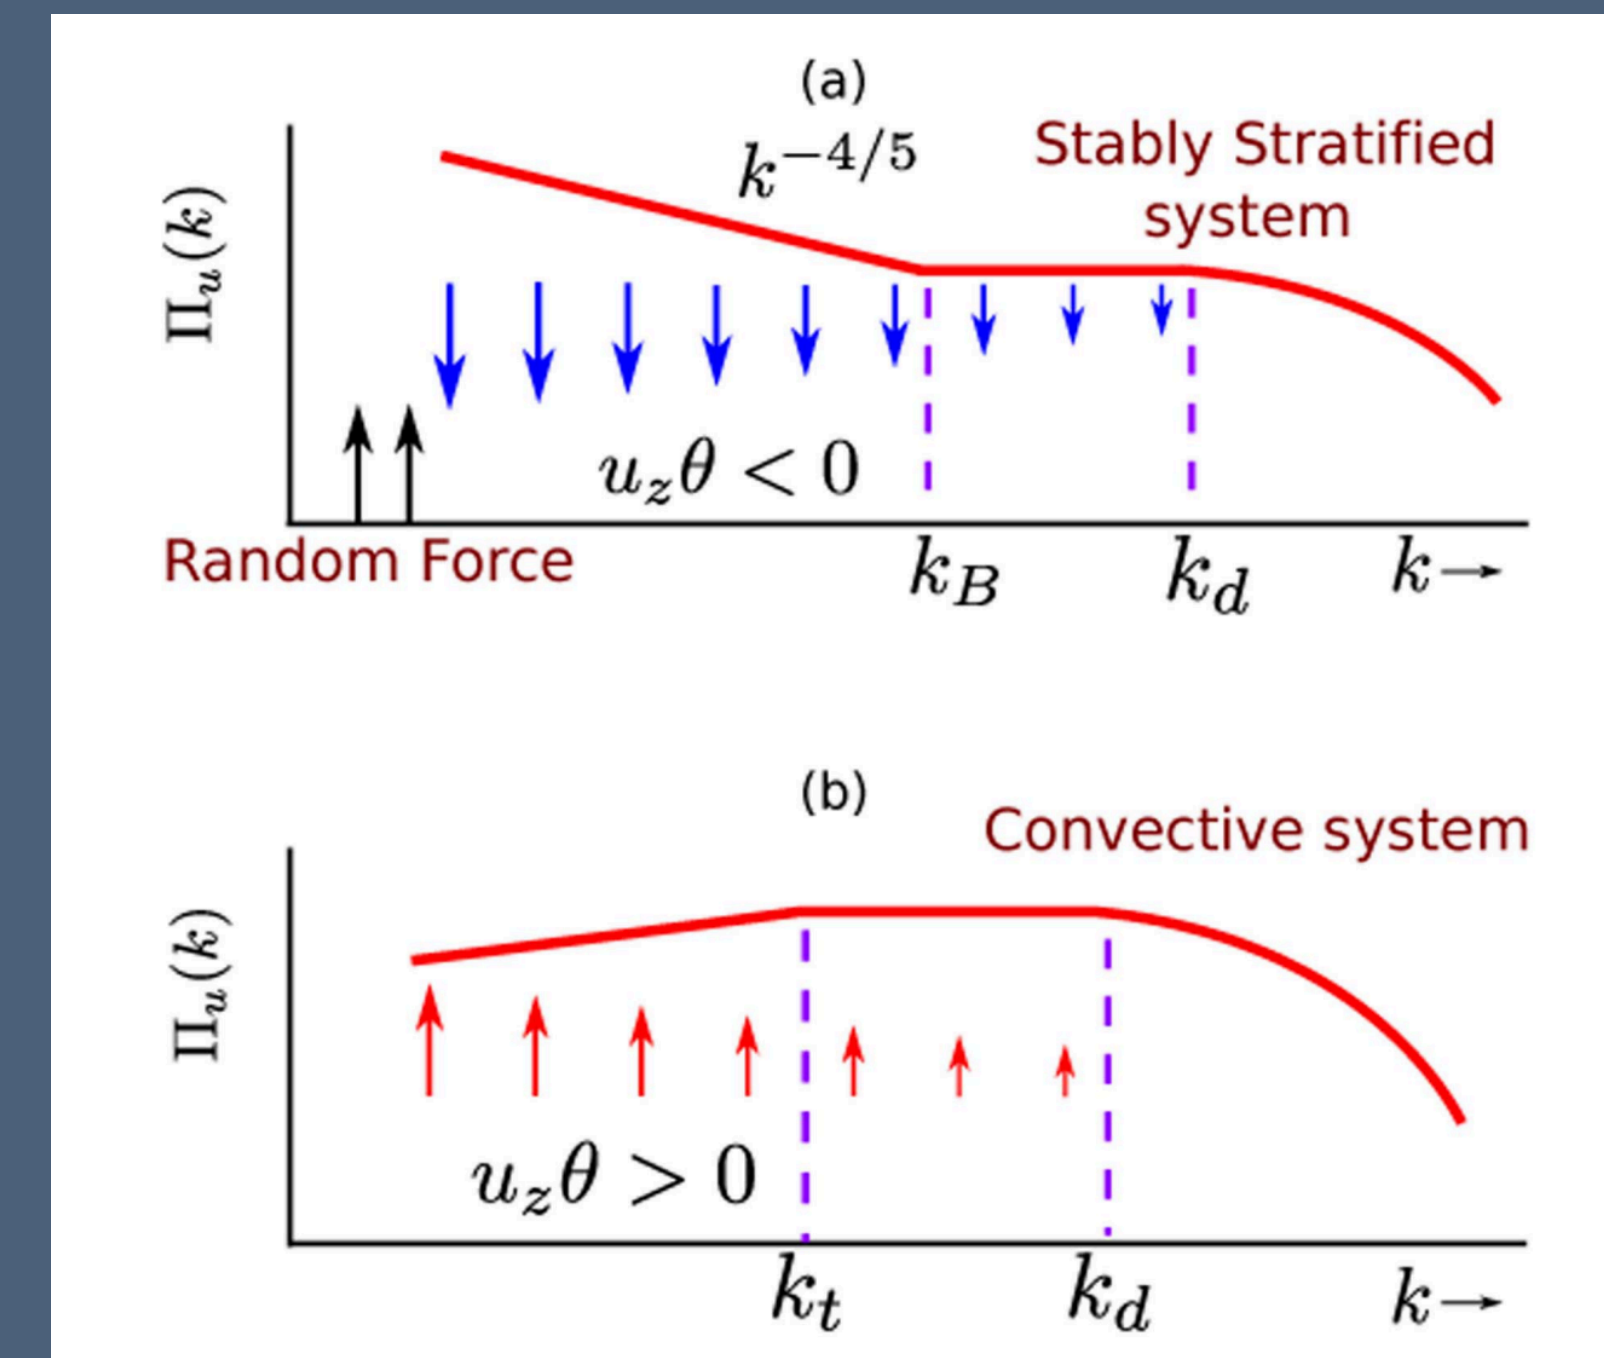 (a)
k^{-4/5}
Stably Stratified
system
Π_u(k)
u_zθ < 0
Random Force
k_B
k_d
k→
(b)
Convective system
Π_u(k)
u_zθ > 0
k_t
k_d
k→